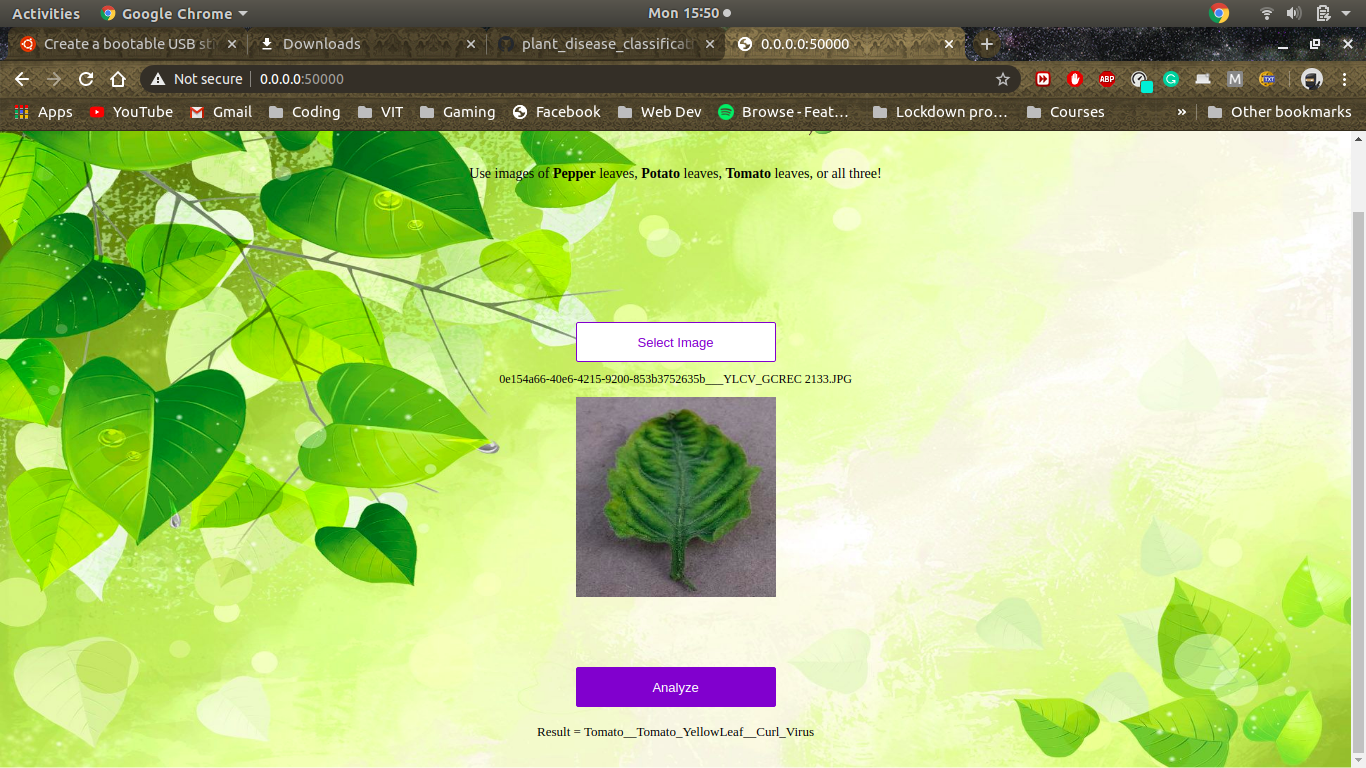 Activities
Google Chrome
Mon 15:50
Create a bootable USB sti
Downloads
plant_disease_classificat
0.0.0.0:50000
Not secure
0.0.0.0:50000
ABP
M
Apps
YouTube
Gmail
Coding
VIT
Gaming
Facebook
Web Dev
Browse - Feat…
Lockdown pro…
Courses
»
Other bookmarks
Use images of Pepper leaves, Potato leaves, Tomato leaves, or all three!
Select Image
0e154a66-40e6-4215-9200-853b3752635b___YLCV_GCREC 2133.JPG
Analyze
Result = Tomato__Tomato_YellowLeaf__Curl_Virus